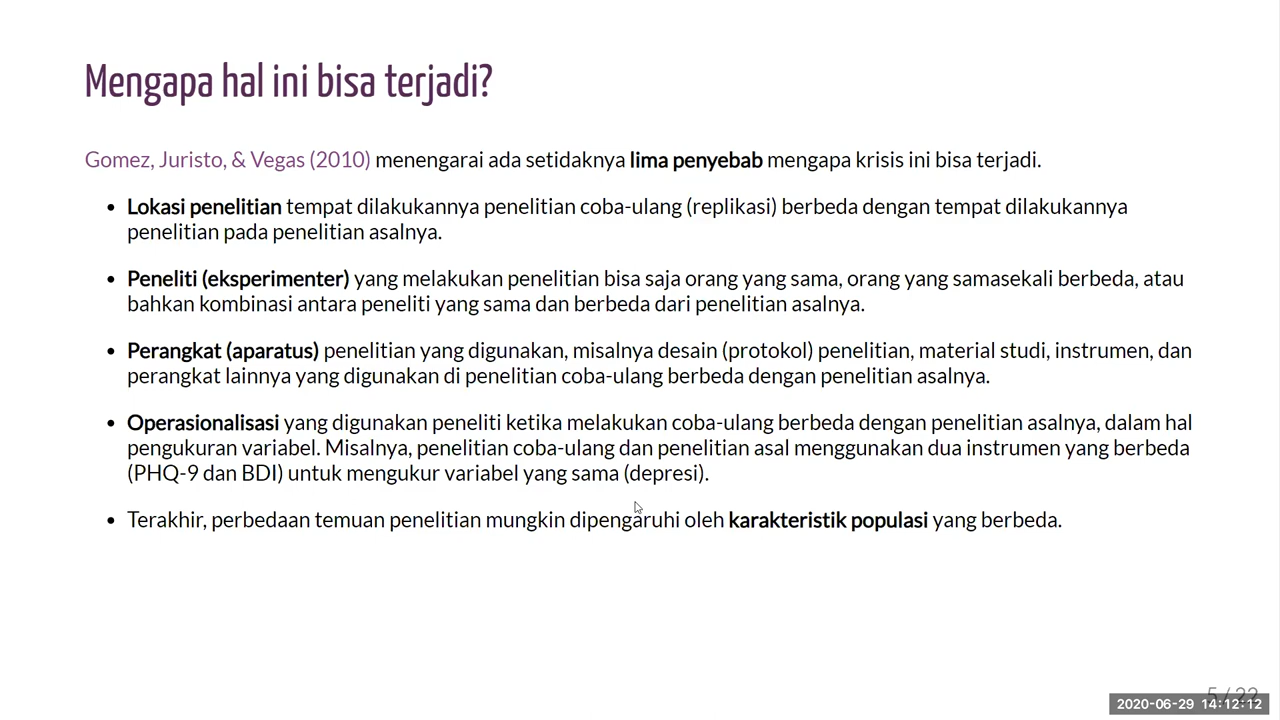 Mengapa hal ini bisa terjadi?
Gomez, Juristo, & Vegas (2010) menengarai ada setidaknya lima penyebab mengapa krisis ini bisa terjadi.
• Lokasi penelitian tempat dilakukannya penelitian coba-ulang (replikasi) berbeda dengan tempat dilakukannya
penelitian pada penelitian asalnya.
• Peneliti (eksperimenter) yang melakukan penelitian bisa saja orang yang sama, orang yang samasekali berbeda, atau
bahkan kombinasi antara peneliti yang sama dan berbeda dari penelitian asalnya.
• Perangkat (aparatus) penelitian yang digunakan, misalnya desain (protokol) penelitian, material studi, instrumen, dan
perangkat lainnya yang digunakan di penelitian coba-ulang berbeda dengan penelitian asalnya.
• Operasionalisasi yang digunakan peneliti ketika melakukan coba-ulang berbeda dengan penelitian asalnya, dalam hal
pengukuran variabel. Misalnya, penelitian coba-ulang dan penelitian asal menggunakan dua instrumen yang berbeda
(PHQ-9 dan BDI) untuk mengukur variabel yang sama (depresi).
• Terakhir, perbedaan temuan penelitian mungkin dipengaruhi oleh karakteristik populasi yang berbeda.
5 / 22
2020-06-29 14:12:12